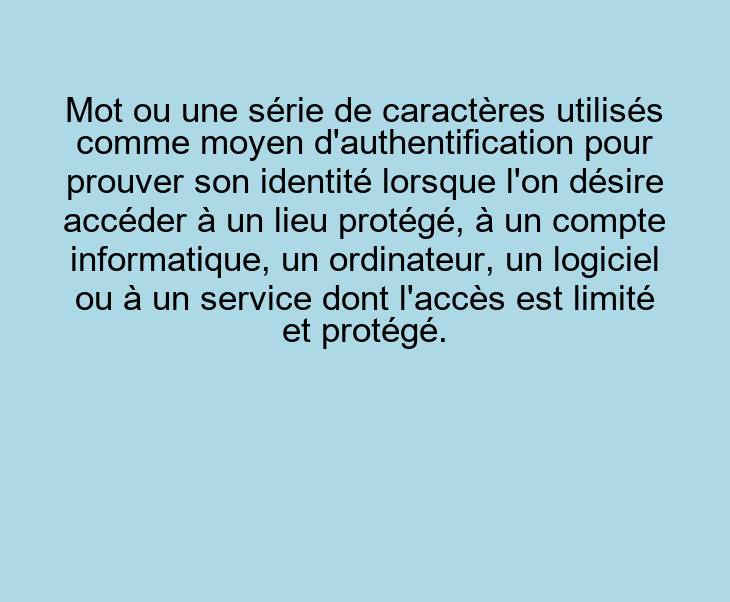 Mot ou une série de caractères utilisés
comme moyen d'authentification pour
prouver son identité lorsque l'on désire
accéder à un lieu protégé, à un compte
informatique, un ordinateur, un logiciel
ou à un service dont l'accès est limité
et protégé.